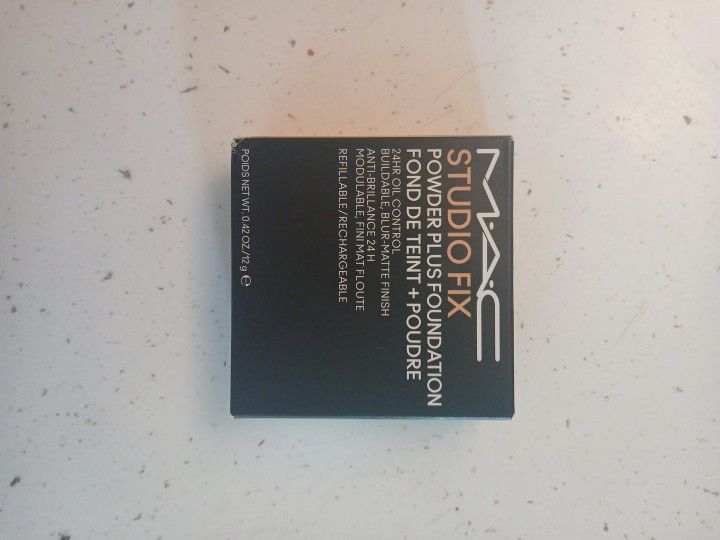 M·A·C
STUDIO FIX
POWDER PLUS FOUNDATION
FOND DE TEINT + POUDRE
24HR OIL CONTROL
BUILDABLE, BLUR-MATTE FINISH
ANTI-BRILLANCE 24 H
MODULABLE, FINI MAT FLOUTE
REFILLABLE/RECHARGEABLE
POIDS NET WT. 0.42 OZ/12 g ℮